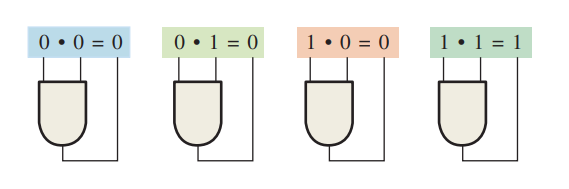 0 • 0 = 0
0 • 1 = 0
1 • 0 = 0
1 • 1 = 1